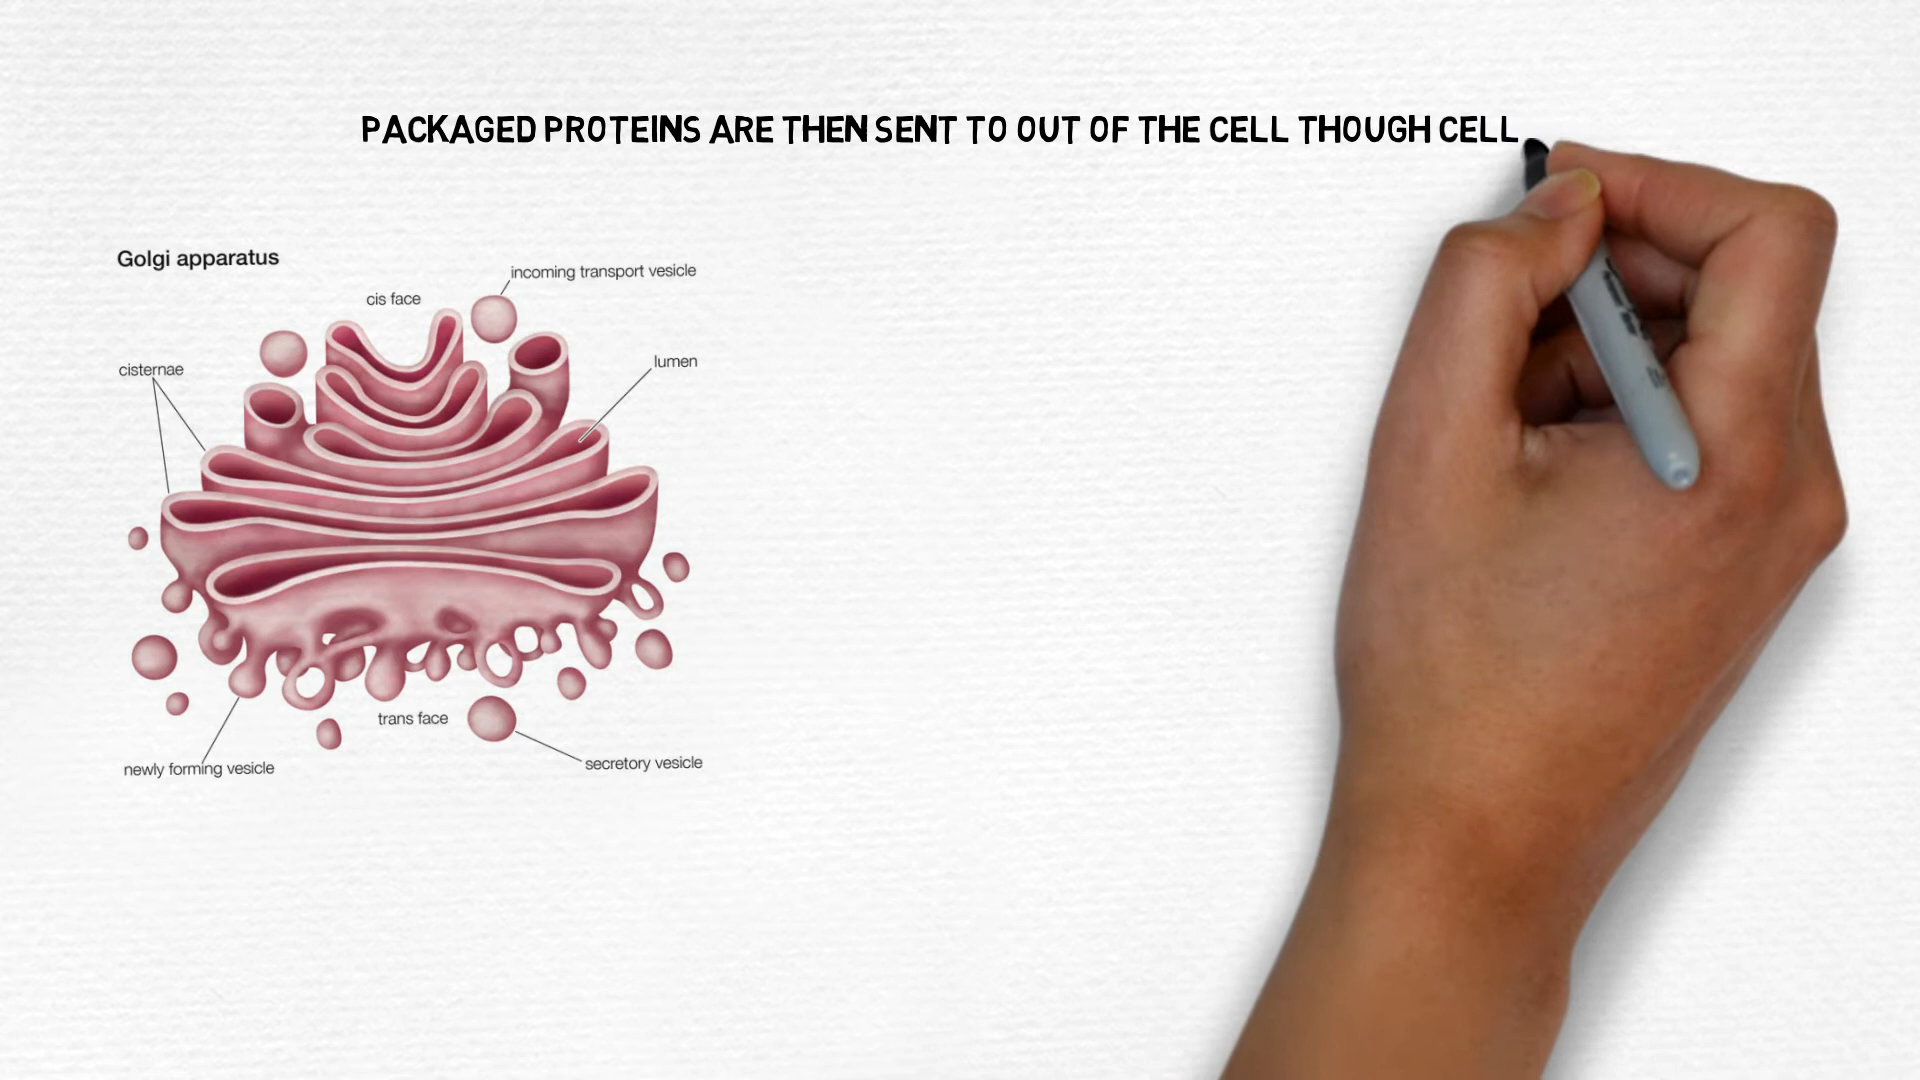 PACKAGED PROTEINS ARE THEN SENT TO OUT OF THE CELL THOUGH CELL
Golgi apparatus
incoming transport vesicle
cis face
lumen
cisternae
trans face
secretory vesicle
newly forming vesicle